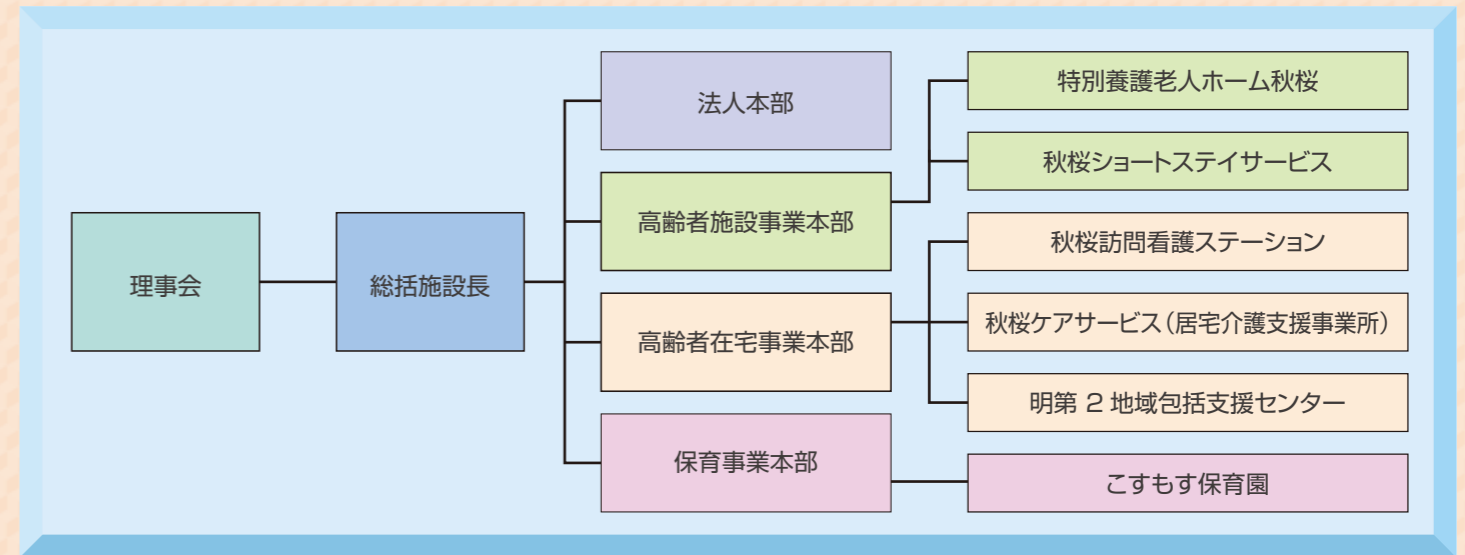 理事会
総括施設長
法人本部
高齢者施設事業本部
高齢者在宅事業本部
保育事業本部
特別養護老人ホーム秋桜
秋桜ショートステイサービス
秋桜訪問看護ステーション
秋桜ケアサービス（居宅介護支援事業所）
明第 2 地域包括支援センター
こすもす保育園